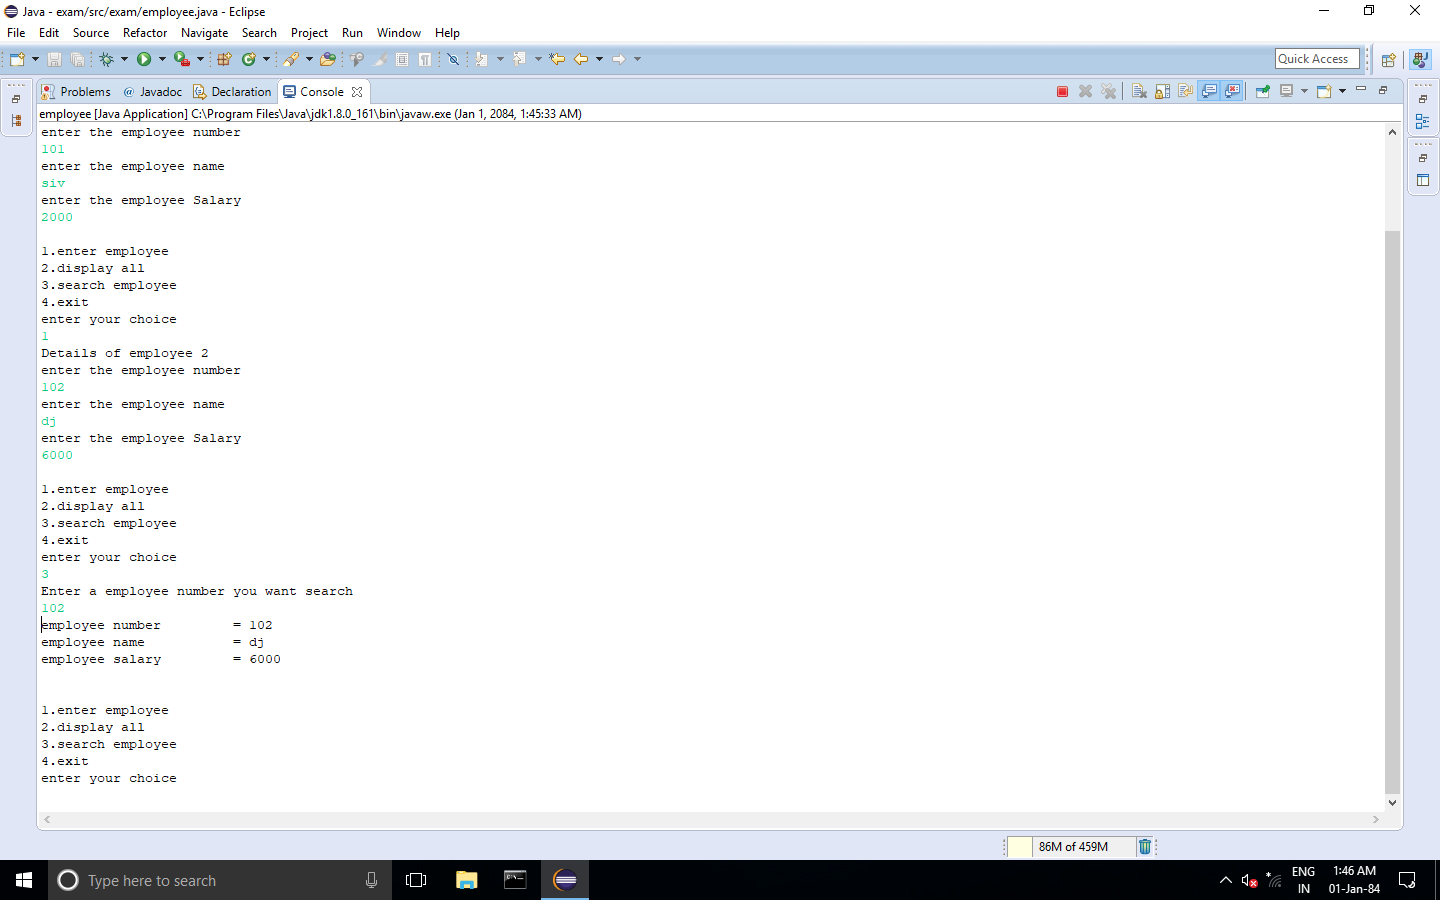 Java - exam/src/exam/employee.java - Eclipse
File Edit Source Refactor Navigate Search Project Run Window Help
Quick Access
Problems @ Javadoc Declaration Console
employee [Java Application] C:\Program Files\Java\jdk1.8.0_161\bin\javaw.exe (Jan 1, 2084, 1:45:33 AM)
enter the employee number
101
enter the employee name
siv
enter the employee Salary
2000
1.enter employee
2.display all
3.search employee
4.exit
enter your choice
1
Details of employee 2
enter the employee number
102
enter the employee name
dj
enter the employee Salary
6000
1.enter employee
2.display all
3.search employee
4.exit
enter your choice
3
Enter a employee number you want search
102
employee number = 102
employee name = dj
employee salary = 6000
1.enter employee
2.display all
3.search employee
4.exit
enter your choice
86M of 459M
Type here to search
ENG
IN
1:46 AM
01-Jan-84